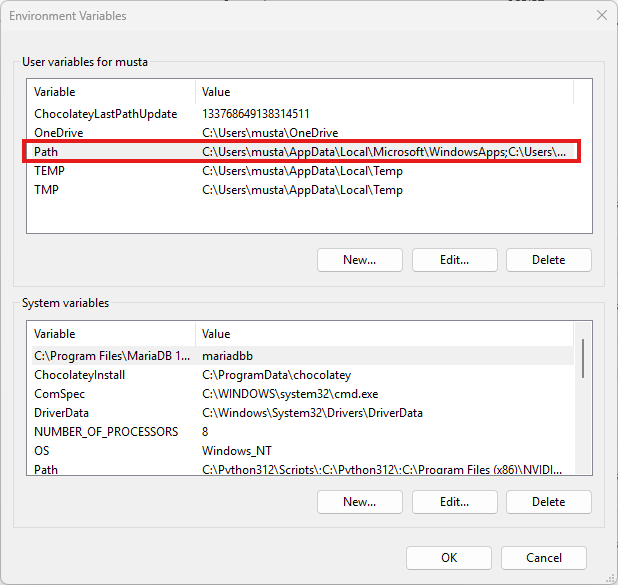 Environment Variables
User variables for musta
Variable Value
ChocolateyLastPathUpdate 133768649138314511
OneDrive C:\Users\musta\OneDrive
Path C:\Users\musta\AppData\Local\Microsoft\WindowsApps;C:\Users\...
TEMP C:\Users\musta\AppData\Local\Temp
TMP C:\Users\musta\AppData\Local\Temp
New... Edit... Delete
System variables
Variable Value
C:\Program Files\MariaDB 1... mariadbb
ChocolateyInstall C:\ProgramData\chocolatey
ComSpec C:\WINDOWS\system32\cmd.exe
DriverData C:\Windows\System32\Drivers\DriverData
NUMBER_OF_PROCESSORS 8
OS Windows_NT
Path C:\Python312\Scripts\;C:\Python312\;C:\Program Files (x86)\NVIDI...
New... Edit... Delete
OK Cancel